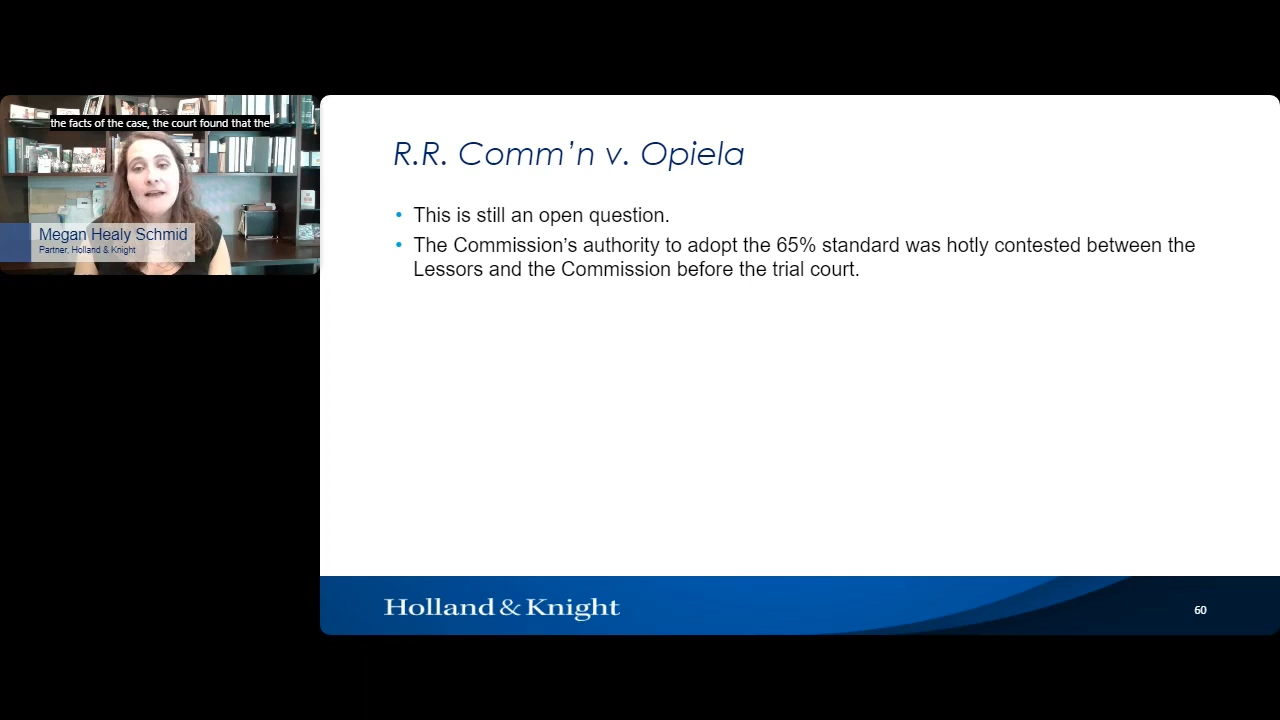 the facts of the case, the court found that the
Megan Healy Schmid
Partner, Holland & Knight
R.R. Comm’n v. Opiela
• This is still an open question.
• The Commission’s authority to adopt the 65% standard was hotly contested between the
Lessors and the Commission before the trial court.
Holland & Knight
60